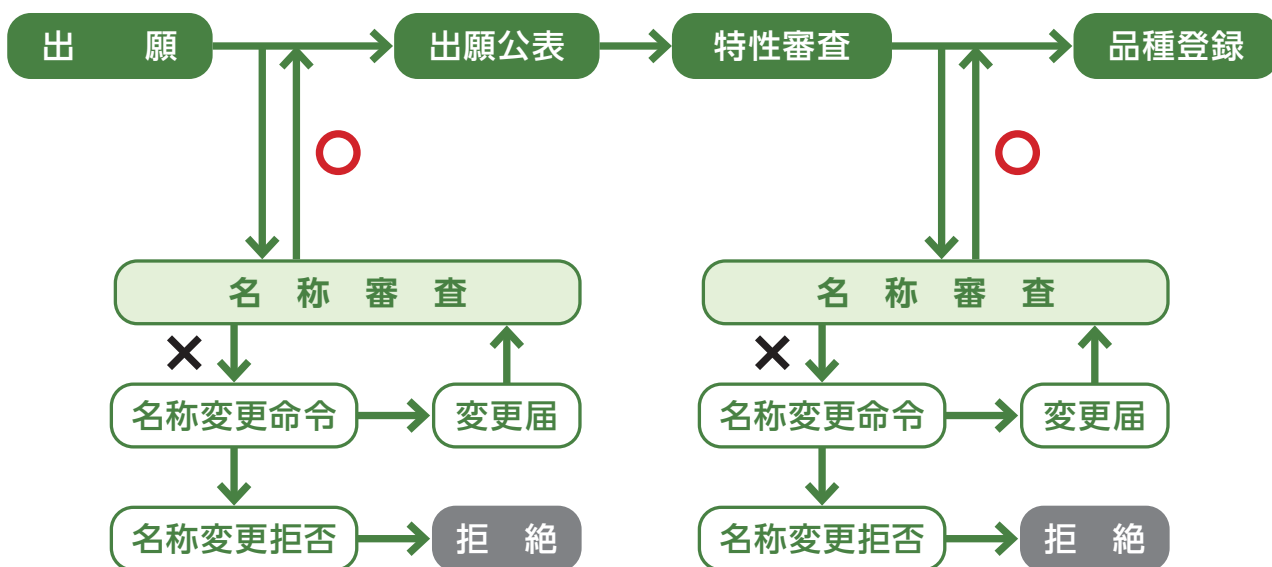 出願
出願公表
特性審査
品種登録
名称審査
名称審査
名称変更命令
変更届
名称変更命令
変更届
名称変更拒否
拒絶
名称変更拒否
拒絶